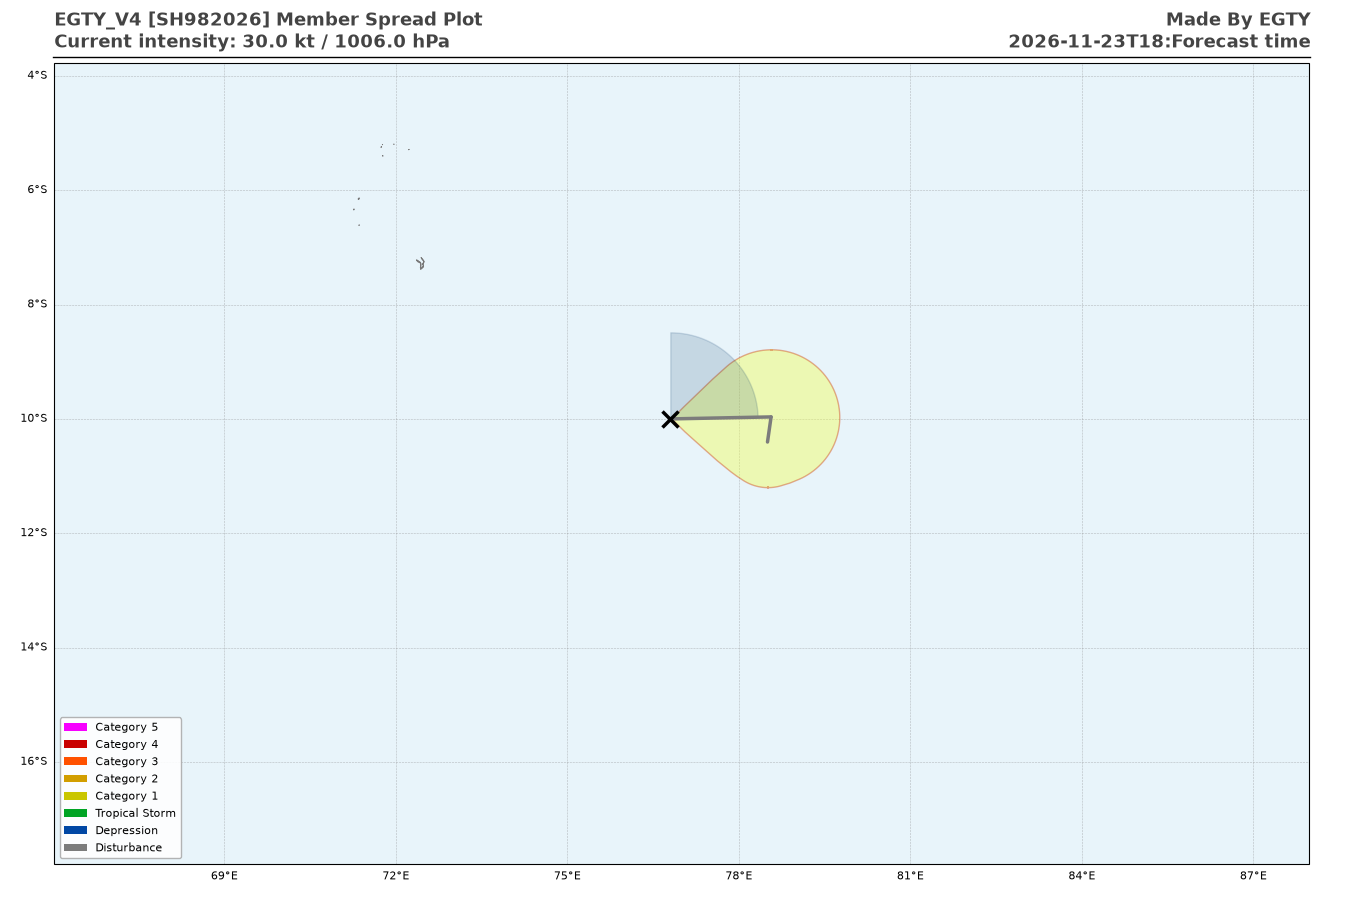 EGTY_V4 [SH982026] Member Spread Plot
Made By EGTY
Current intensity: 30.0 kt / 1006.0 hPa
2026-11-23T18:Forecast time
4°S
6°S
8°S
10°S
12°S
14°S
16°S
Category 5
Category 4
Category 3
Category 2
Category 1
Tropical Storm
Depression
Disturbance
69°E
72°E
75°E
78°E
81°E
84°E
87°E